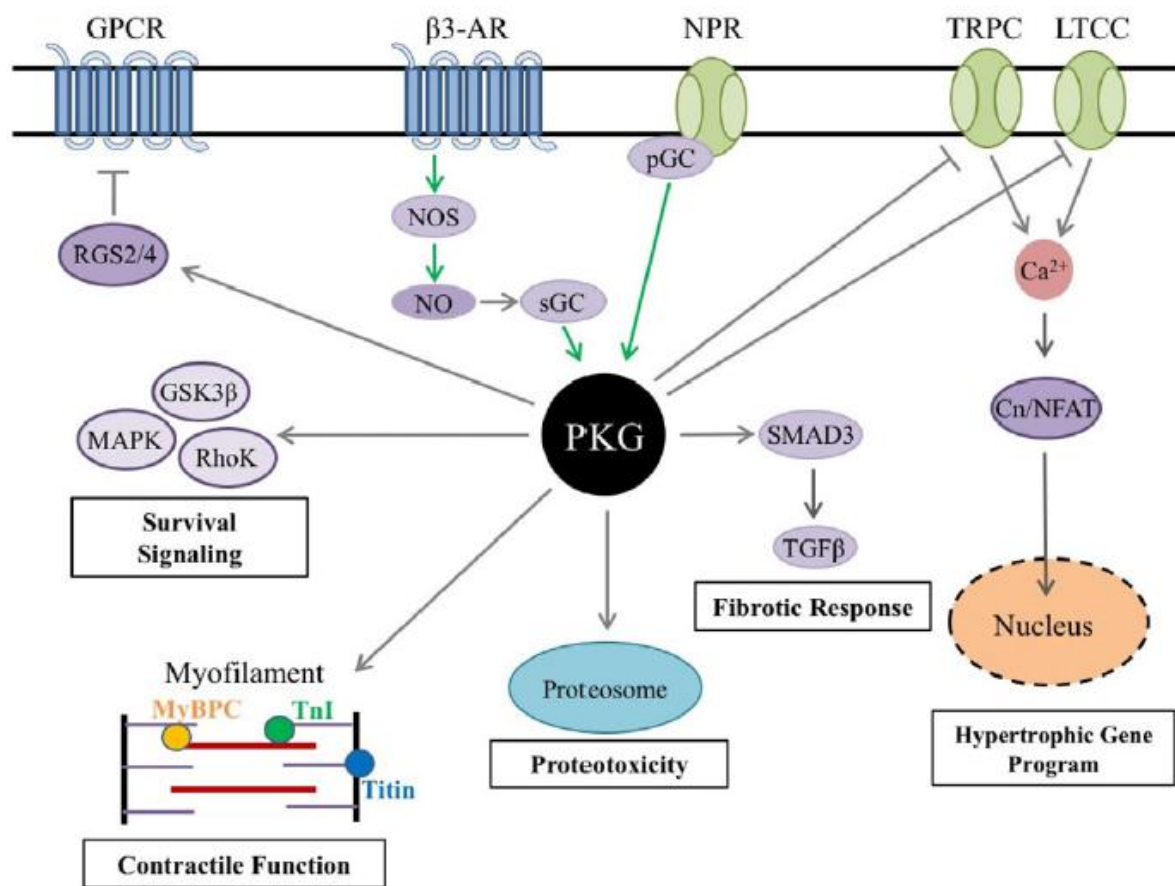 GPCR
β3-AR
NPR
TRPC
LTCC
pGC
NOS
RGS2/4
NO
sGC
Ca²⁺
GSK3β
MAPK
RhoK
PKG
SMAD3
Cn/NFAT
Survival
Signaling
TGFβ
Fibrotic Response
Nucleus
Myofilament
MyBPC
TnI
Titin
Proteosome
Proteotoxicity
Hypertrophic Gene
Program
Contractile Function